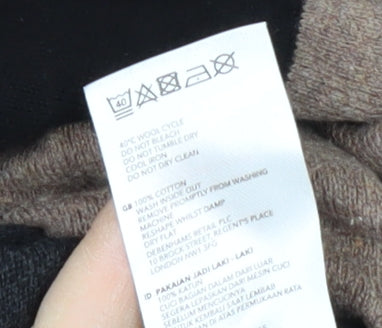 40
40°C WOOL CYCLE
DO NOT BLEACH
DO NOT TUMBLE DRY
COOL IRON
DO NOT DRY CLEAN
GB 100% COTTON
WASH INSIDE OUT
REMOVE PROMPTLY FROM WASHING
MACHINE
RESHAPE WHILST DAMP
DRY FLAT
DEBENHAMS RETAIL PLC
10 BROCK STREET, REGENT'S PLACE
LONDON NW1 3FG
ID PAKAIAN JADI LAKI - LAKI
100% KATUN
CUCI BAGIAN DALAM DARI LUAR
SEGERA LEPASKAN DARI MESIN CUCI
SEBELUM MENCUCINYA
UNTUK KEMBALI SAAT LEMBAB
DI ATAS PERMUKAAN RATA